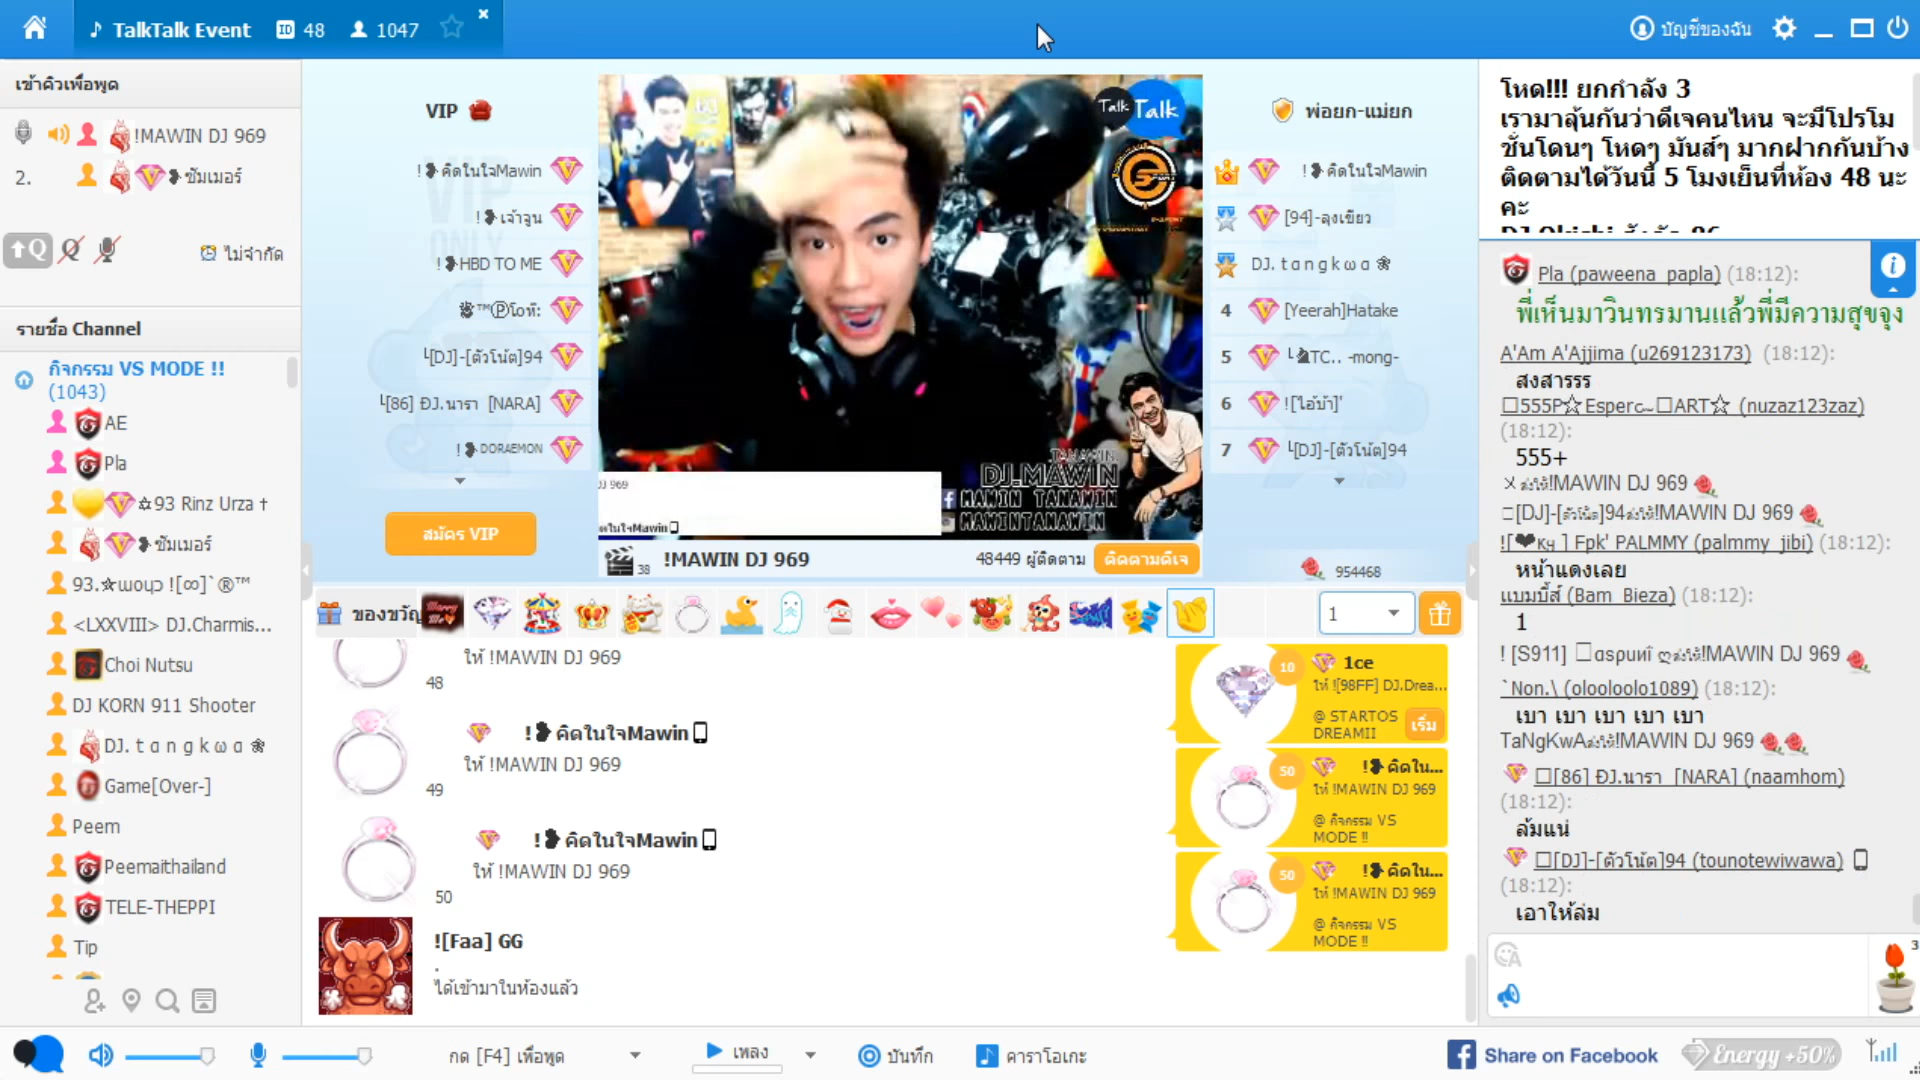 TalkTalk Event
48
1047
บัญชีของฉัน
เข้าคิวเพื่อพูด
!MAWIN DJ 969
2.
ซัมเมอร์
Q
ไม่จำกัด
รายชื่อ Channel
กิจกรรม VS MODE !!
(1043)
AE
Pla
93 Rinz Urza †
ซัมเมอร์
<LXXVIII> DJ.Charmis...
Choi Nutsu
DJ KORN 911 Shooter
DJ. t a n g k ω a ❀
Game[Over-]
Peem
Peemaithailand
TELE-THEPPI
Tip
VIP
!❥คิดในใจMawin
!❥เจ้าจูน
!❥HBD TO ME
└[DJ]-[ตัวโน้ต]94
└[86] ĐJ.นารา [NARA]
!❥DORAEMON
สมัคร VIP
Talk Talk
DJ.MAWIN
MAWIN TANAWIN
MAWINTANAWIN
38
!MAWIN DJ 969
48449 ผู้ติดตาม
ติดตามดีเจ
พ่อยก-แม่ยก
!❥คิดในใจMawin
[94]-ลุงเขียว
DJ. t a n g k ω a ❀
4 [Yeerah]Hatake
5 TC.. -mong-
6 !['ไอ้บ้า]'
7 └[DJ]-[ตัวโน้ต]94
954468
ของขวัญ
1
ให้ !MAWIN DJ 969
48
!❥คิดในใจMawin
ให้ !MAWIN DJ 969
49
!❥คิดในใจMawin
ให้ !MAWIN DJ 969
50
![Faa] GG
.
ได้เข้ามาในห้องแล้ว
10
1ce
ให้ ![98FF] DJ.Drea...
@ STARTOS
DREAMII
เริ่ม
50
!❥คิดใน...
ให้ !MAWIN DJ 969
@ กิจกรรม VS
MODE !!
50
!❥คิดใน...
ให้ !MAWIN DJ 969
@ กิจกรรม VS
MODE !!
โหด!!! ยกกำลัง 3
เรามาลุ้นกันว่าดีเจคนไหน จะมีโปรโม
ชั่นโดนๆ โหดๆ มันส์ๆ มากฝากกันบ้าง
ติดตามได้วันนี้ 5 โมงเย็นที่ห้อง 48 นะ
คะ
Pla (paweena_papla) (18:12):
พี่เห็นมาวินทรมานแล้วพี่มีความสุขจุง
A'Am A'Ajjima (u269123173) (18:12):
สงสารรร
(nuzaz123zaz)
(18:12):
555+
!MAWIN DJ 969
□[DJ]-[ตัวโน้ต]94ส่งให้!MAWIN DJ 969
Fpk' PALMMY (palmmy_jibi) (18:12):
หน้าแดงเลย
แบมบี้ส์ (Bam_Bieza) (18:12):
1
! [S911] !MAWIN DJ 969
`Non.\ (olooloolo1089) (18:12):
เบา เบา เบา เบา เบา
TaNgKwAส่งให้!MAWIN DJ 969
□[86] ĐJ.นารา [NARA] (naamhom)
(18:12):
ล้มแน่
□[DJ]-[ตัวโน้ต]94 (tounotewiwawa)
(18:12):
เอาให้ล่ม
3
กด [F4] เพื่อพูด
เพลง
บันทึก
คาราโอเกะ
Share on Facebook
Energy +50%